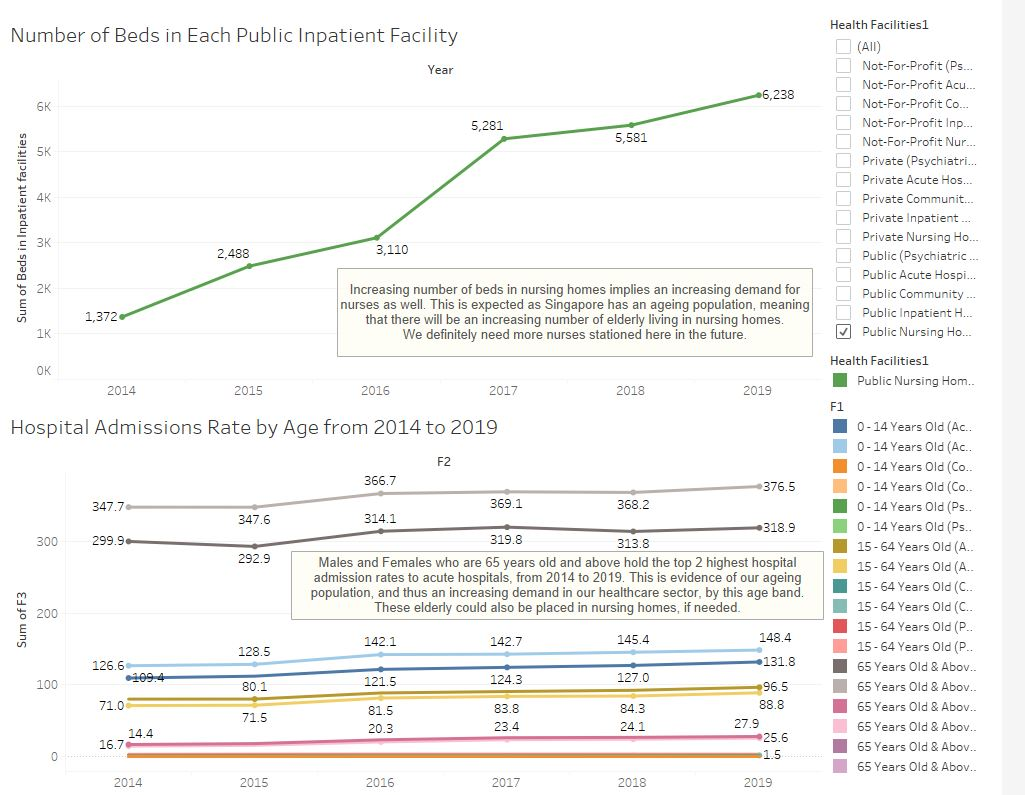 Number of Beds in Each Public Inpatient Facility
Year
Sum of Beds in Inpatient facilities
6K
5K
4K
3K
2K
1K
0K
1,372
2,488
3,110
5,281
5,581
6,238
Increasing number of beds in nursing homes implies an increasing demand for
nurses as well. This is expected as Singapore has an ageing population, meaning
that there will be an increasing number of elderly living in nursing homes.
We definitely need more nurses stationed here in the future.
2014
2015
2016
2017
2018
2019
Hospital Admissions Rate by Age from 2014 to 2019
F2
Sum of F3
300
200
100
0
347.7
347.6
366.7
369.1
368.2
376.5
299.9
292.9
314.1
319.8
313.8
318.9
Males and Females who are 65 years old and above hold the top 2 highest hospital
admission rates to acute hospitals, from 2014 to 2019. This is evidence of our ageing
population, and thus an increasing demand in our healthcare sector, by this age band.
These elderly could also be placed in nursing homes, if needed.
126.6
128.5
142.1
142.7
145.4
148.4
109.4
121.5
124.3
127.0
131.8
80.1
96.5
71.0
71.5
81.5
83.8
84.3
88.8
14.4
16.7
20.3
23.4
24.1
27.9
25.6
1.5
2014
2015
2016
2017
2018
2019
Health Facilities1
(All)
Not-For-Profit (Ps...
Not-For-Profit Acu...
Not-For-Profit Co...
Not-For-Profit Inp...
Not-For-Profit Nur...
Private (Psychiatri...
Private Acute Hos...
Private Communit...
Private Inpatient ...
Private Nursing Ho...
Public (Psychiatric ...
Public Acute Hospi...
Public Community ...
Public Inpatient H...
Public Nursing Ho...
Health Facilities1
Public Nursing Hom..
F1
0 - 14 Years Old (Ac..
0 - 14 Years Old (Ac..
0 - 14 Years Old (Co..
0 - 14 Years Old (Co..
0 - 14 Years Old (Ps..
0 - 14 Years Old (Ps..
15 - 64 Years Old (A..
15 - 64 Years Old (A..
15 - 64 Years Old (C..
15 - 64 Years Old (C..
15 - 64 Years Old (P..
15 - 64 Years Old (P..
65 Years Old & Abov..
65 Years Old & Abov..
65 Years Old & Abov..
65 Years Old & Abov..
65 Years Old & Abov..
65 Years Old & Abov..